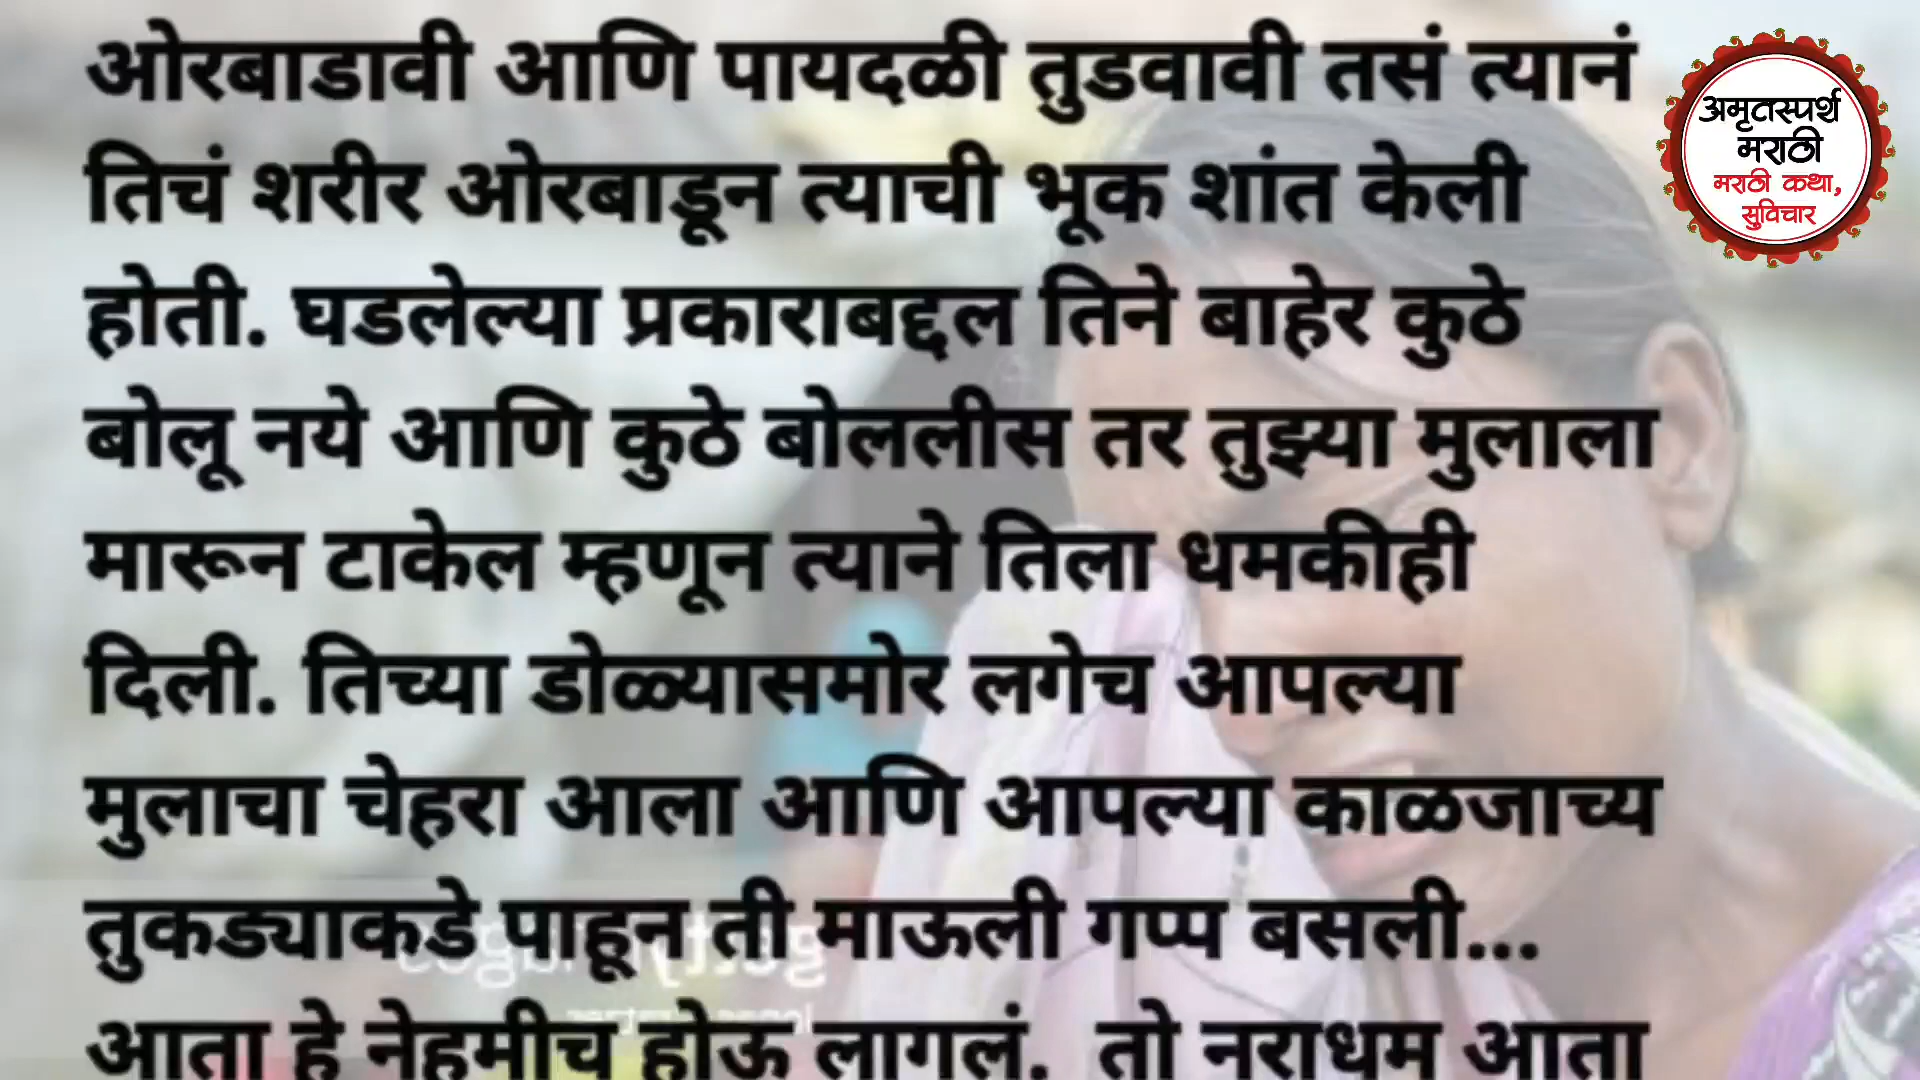 ओरबाडावी आणि पायदळी तुडवावी तसं त्यानं
तिचं शरीर ओरबाडून त्याची भूक शांत केली
होती. घडलेल्या प्रकाराबद्दल तिने बाहेर कुठे
बोलू नये आणि कुठे बोललीस तर तुझ्या मुलाला
मारून टाकेल म्हणून त्याने तिला धमकीही
दिली. तिच्या डोळ्यासमोर लगेच आपल्या
मुलाचा चेहरा आला आणि आपल्या काळजाच्य
तुकड्याकडे पाहून ती माऊली गप्प बसली...
आता हे नेहमीच होऊ लागलं. तो नराधम आता
अमृतस्पर्श
मराठी
मराठी कथा,
सुविचार